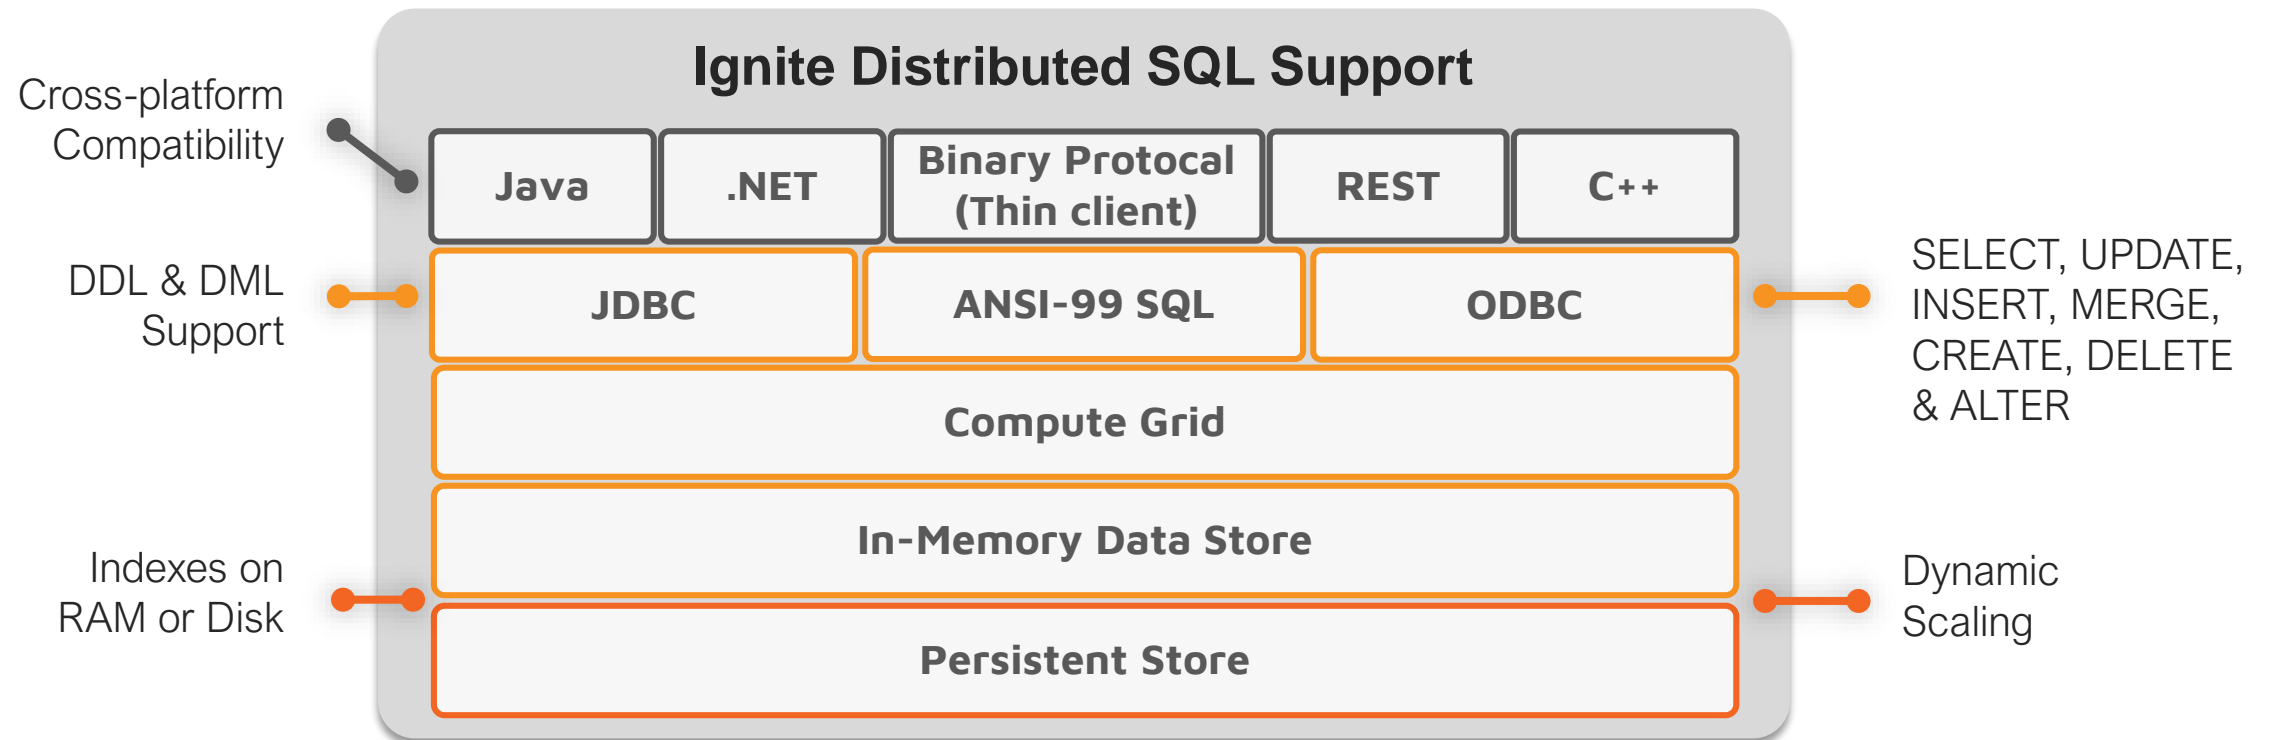 Ignite Distributed SQL Support
Cross-platform
Compatibility
Java
.NET
Binary Protocal
(Thin client)
REST
C++
DDL & DML
Support
JDBC
ANSI-99 SQL
ODBC
SELECT, UPDATE,
INSERT, MERGE,
CREATE, DELETE
& ALTER
Compute Grid
In-Memory Data Store
Indexes on
RAM or Disk
Dynamic
Scaling
Persistent Store